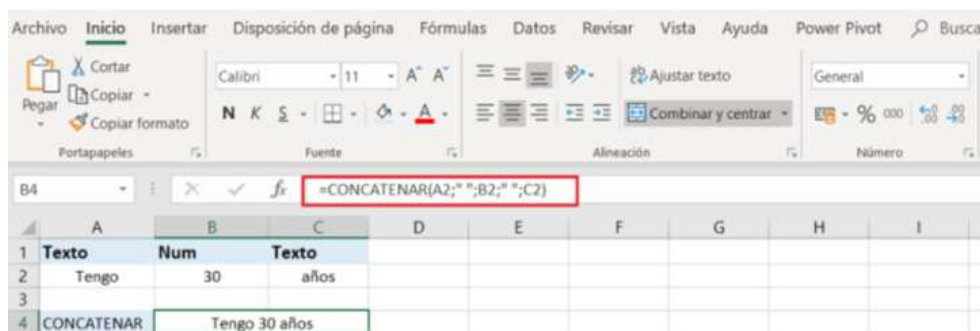 Archivo Inicio Insertar Disposición de página Fórmulas Datos Revisar Vista Ayuda Power Pivot Busca
Cortar
Copiar
Copiar formato
Pegar
Portapapeles
Calibri 11 A A
N K S A
Fuente
Ajustar texto
Combinar y centrar
Alineación
General
% 000
Número
B4 fx =CONCATENAR(A2;" ";B2;" ";C2)
A B C D E F G H I
1 Texto Num Texto
2 Tengo 30 años
3
4 CONCATENAR Tengo 30 años